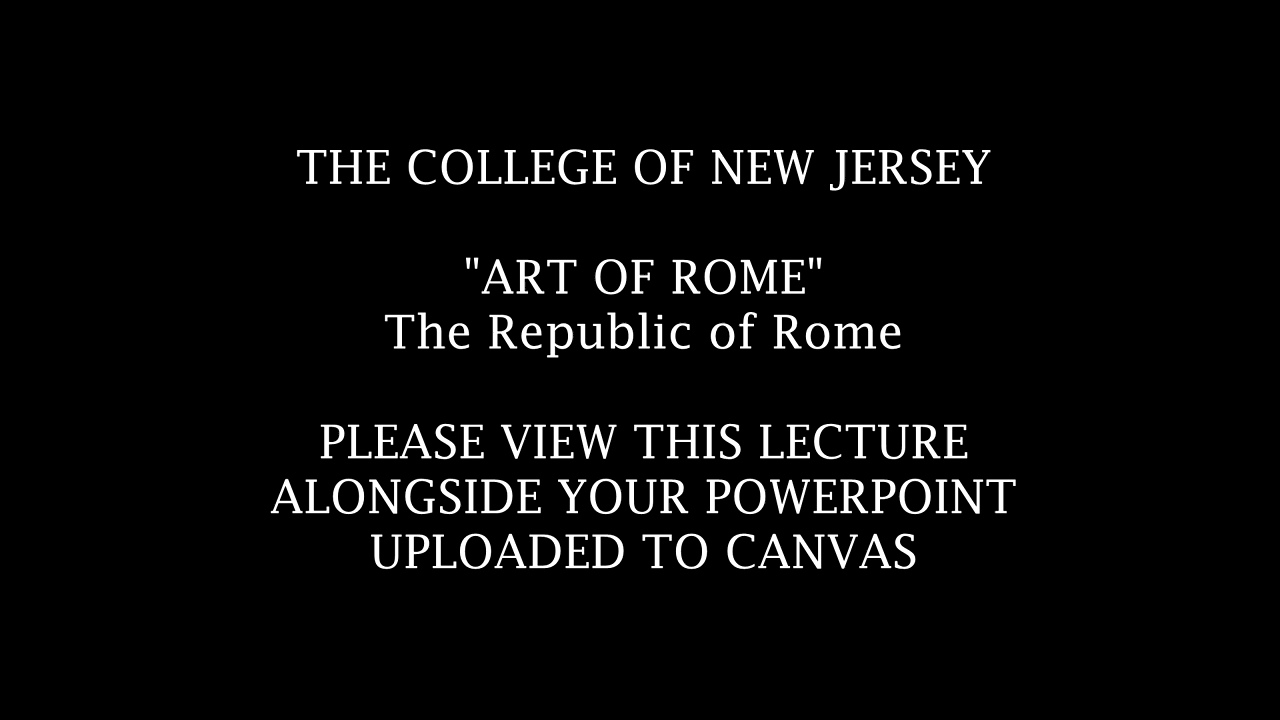 THE COLLEGE OF NEW JERSEY
"ART OF ROME"
The Republic of Rome
PLEASE VIEW THIS LECTURE
ALONGSIDE YOUR POWERPOINT
UPLOADED TO CANVAS